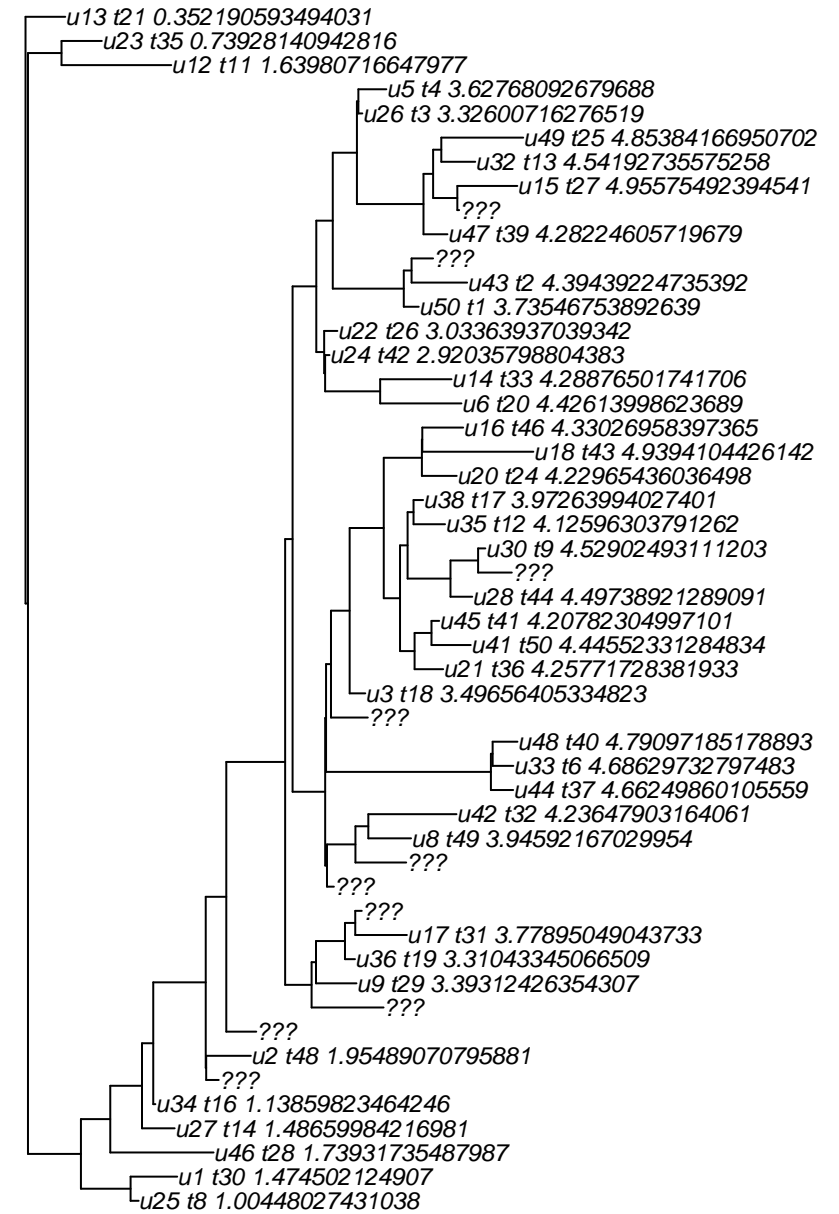 u13 t21 0.352190593494031
u23 t35 0.73928140942816
u12 t11 1.63980716647977
u5 t4 3.62768092679688
u26 t3 3.32600716276519
u49 t25 4.85384166950702
u32 t13 4.54192735575258
u15 t27 4.95575492394541
???
u47 t39 4.28224605719679
???
u43 t2 4.39439224735392
u50 t1 3.73546753892639
u22 t26 3.03363937039342
u24 t42 2.92035798804383
u14 t33 4.28876501741706
u6 t20 4.42613998623689
u16 t46 4.33026958397365
u18 t43 4.9394104426142
u20 t24 4.22965436036498
u38 t17 3.97263994027401
u35 t12 4.12596303791262
u30 t9 4.52902493111203
???
u28 t44 4.49738921289091
u45 t41 4.20782304997101
u41 t50 4.44552331284834
u21 t36 4.25771728381933
u3 t18 3.49656405334823
???
u48 t40 4.79097185178893
u33 t6 4.68629732797483
u44 t37 4.66249860105559
u42 t32 4.23647903164061
u8 t49 3.94592167029954
???
???
???
u17 t31 3.77895049043733
u36 t19 3.31043345066509
u9 t29 3.39312426354307
???
???
u2 t48 1.95489070795881
???
u34 t16 1.13859823464246
u27 t14 1.48659984216981
u46 t28 1.73931735487987
u1 t30 1.474502124907
u25 t8 1.00448027431038